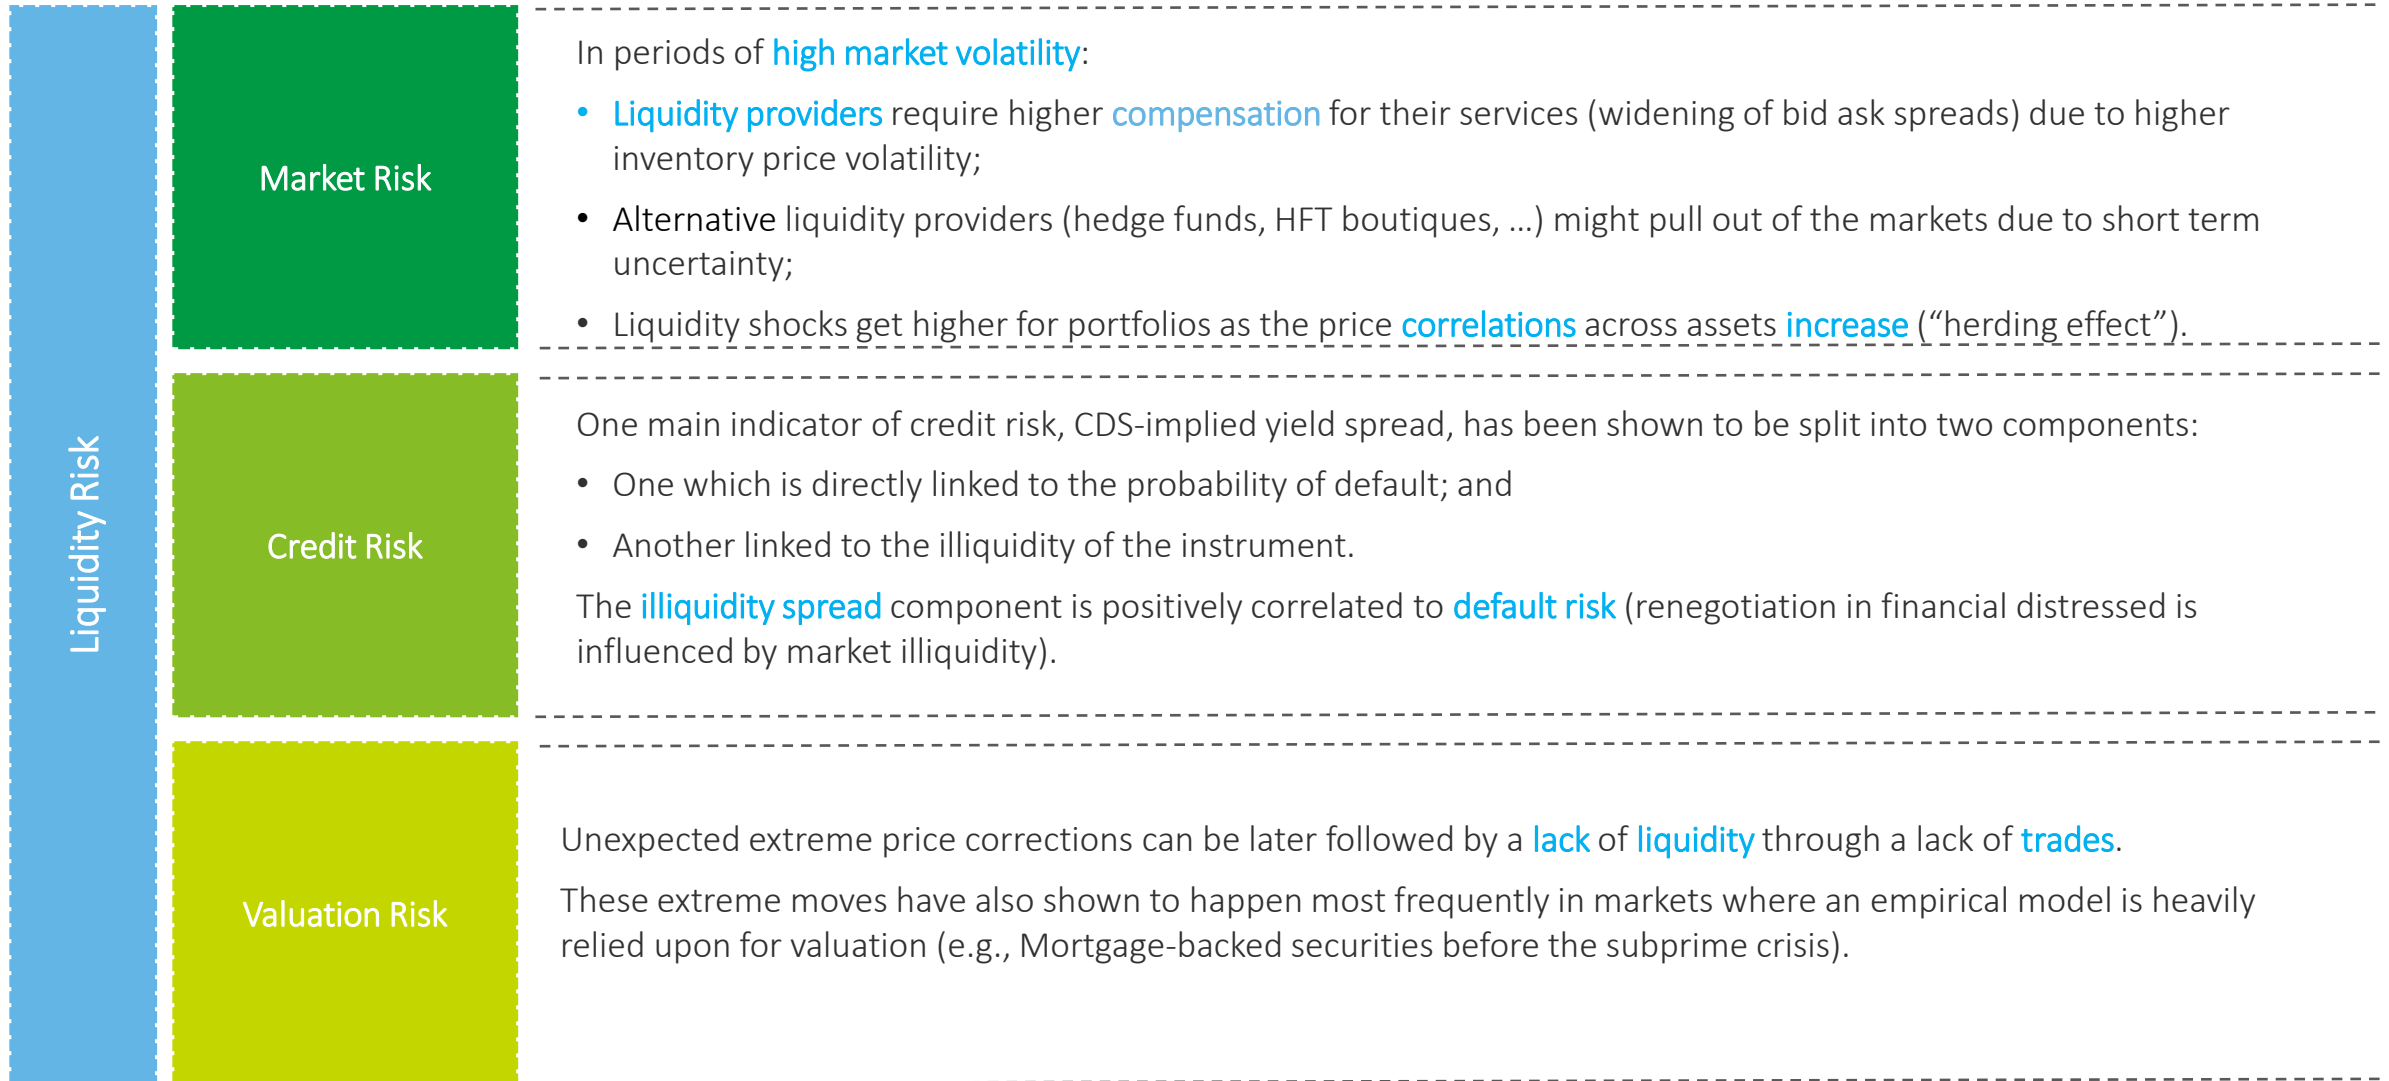 Liquidity Risk
Market Risk
In periods of high market volatility:
• Liquidity providers require higher compensation for their services (widening of bid ask spreads) due to higher
inventory price volatility;
• Alternative liquidity providers (hedge funds, HFT boutiques, …) might pull out of the markets due to short term
uncertainty;
• Liquidity shocks get higher for portfolios as the price correlations across assets increase (“herding effect”).
Credit Risk
One main indicator of credit risk, CDS-implied yield spread, has been shown to be split into two components:
• One which is directly linked to the probability of default; and
• Another linked to the illiquidity of the instrument.
The illiquidity spread component is positively correlated to default risk (renegotiation in financial distressed is
influenced by market illiquidity).
Valuation Risk
Unexpected extreme price corrections can be later followed by a lack of liquidity through a lack of trades.
These extreme moves have also shown to happen most frequently in markets where an empirical model is heavily
relied upon for valuation (e.g., Mortgage-backed securities before the subprime crisis).